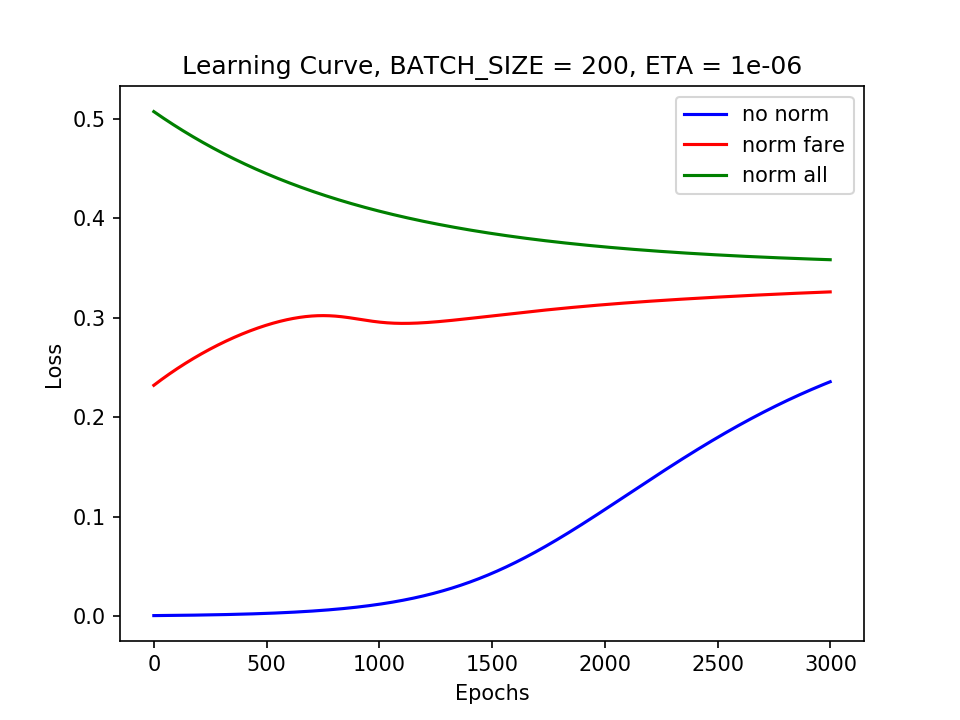 Learning Curve, BATCH_SIZE = 200, ETA = 1e-06
no norm
norm fare
norm all
Loss
0.5
0.4
0.3
0.2
0.1
0.0
0 500 1000 1500 2000 2500 3000
Epochs